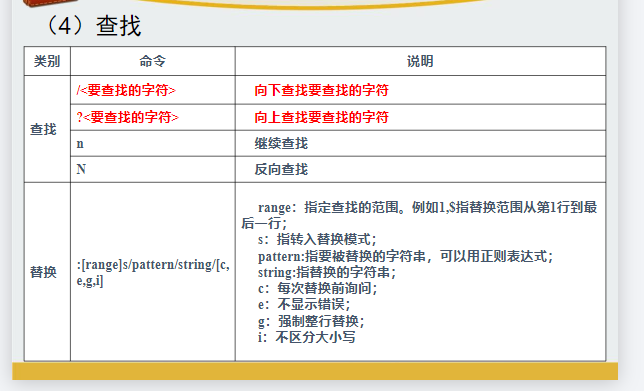 （4）查找
类别 命令 说明
查找
/<要查找的字符> 向下查找要查找的字符
?<要查找的字符> 向上查找要查找的字符
n 继续查找
N 反向查找
替换
:[range]s/pattern/string/[c,
e,g,i]
range：指定查找的范围。例如1,$指替换范围从第1行到最
后一行；
s：指转入替换模式；
pattern:指要被替换的字符串，可以用正则表达式；
string:指替换的字符串；
c：每次替换前询问；
e：不显示错误；
g：强制整行替换；
i：不区分大小写